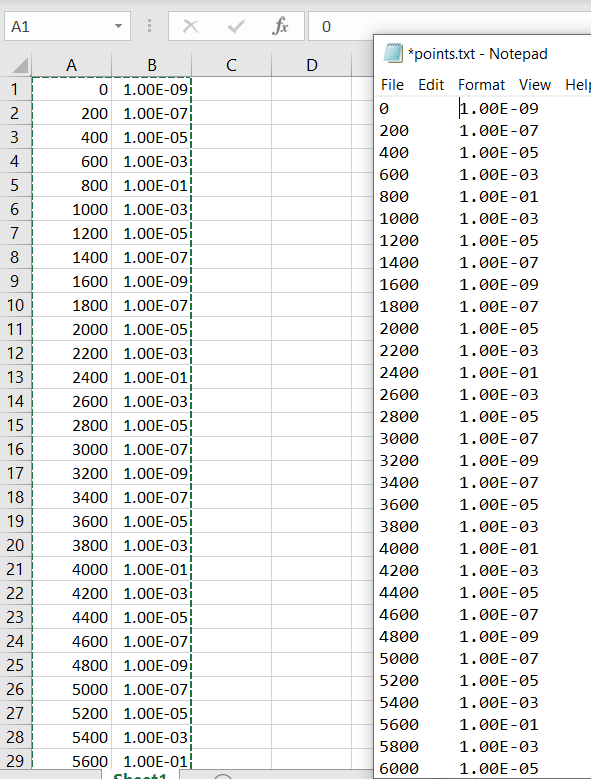 A1 0
A B C D
1 0 1.00E-09
2 200 1.00E-07
3 400 1.00E-05
4 600 1.00E-03
5 800 1.00E-01
6 1000 1.00E-03
7 1200 1.00E-05
8 1400 1.00E-07
9 1600 1.00E-09
10 1800 1.00E-07
11 2000 1.00E-05
12 2200 1.00E-03
13 2400 1.00E-01
14 2600 1.00E-03
15 2800 1.00E-05
16 3000 1.00E-07
17 3200 1.00E-09
18 3400 1.00E-07
19 3600 1.00E-05
20 3800 1.00E-03
21 4000 1.00E-01
22 4200 1.00E-03
23 4400 1.00E-05
24 4600 1.00E-07
25 4800 1.00E-09
26 5000 1.00E-07
27 5200 1.00E-05
28 5400 1.00E-03
29 5600 1.00E-01
Sheet1
*points.txt - Notepad
File Edit Format View Help
0 1.00E-09
200 1.00E-07
400 1.00E-05
600 1.00E-03
800 1.00E-01
1000 1.00E-03
1200 1.00E-05
1400 1.00E-07
1600 1.00E-09
1800 1.00E-07
2000 1.00E-05
2200 1.00E-03
2400 1.00E-01
2600 1.00E-03
2800 1.00E-05
3000 1.00E-07
3200 1.00E-09
3400 1.00E-07
3600 1.00E-05
3800 1.00E-03
4000 1.00E-01
4200 1.00E-03
4400 1.00E-05
4600 1.00E-07
4800 1.00E-09
5000 1.00E-07
5200 1.00E-05
5400 1.00E-03
5600 1.00E-01
5800 1.00E-03
6000 1.00E-05